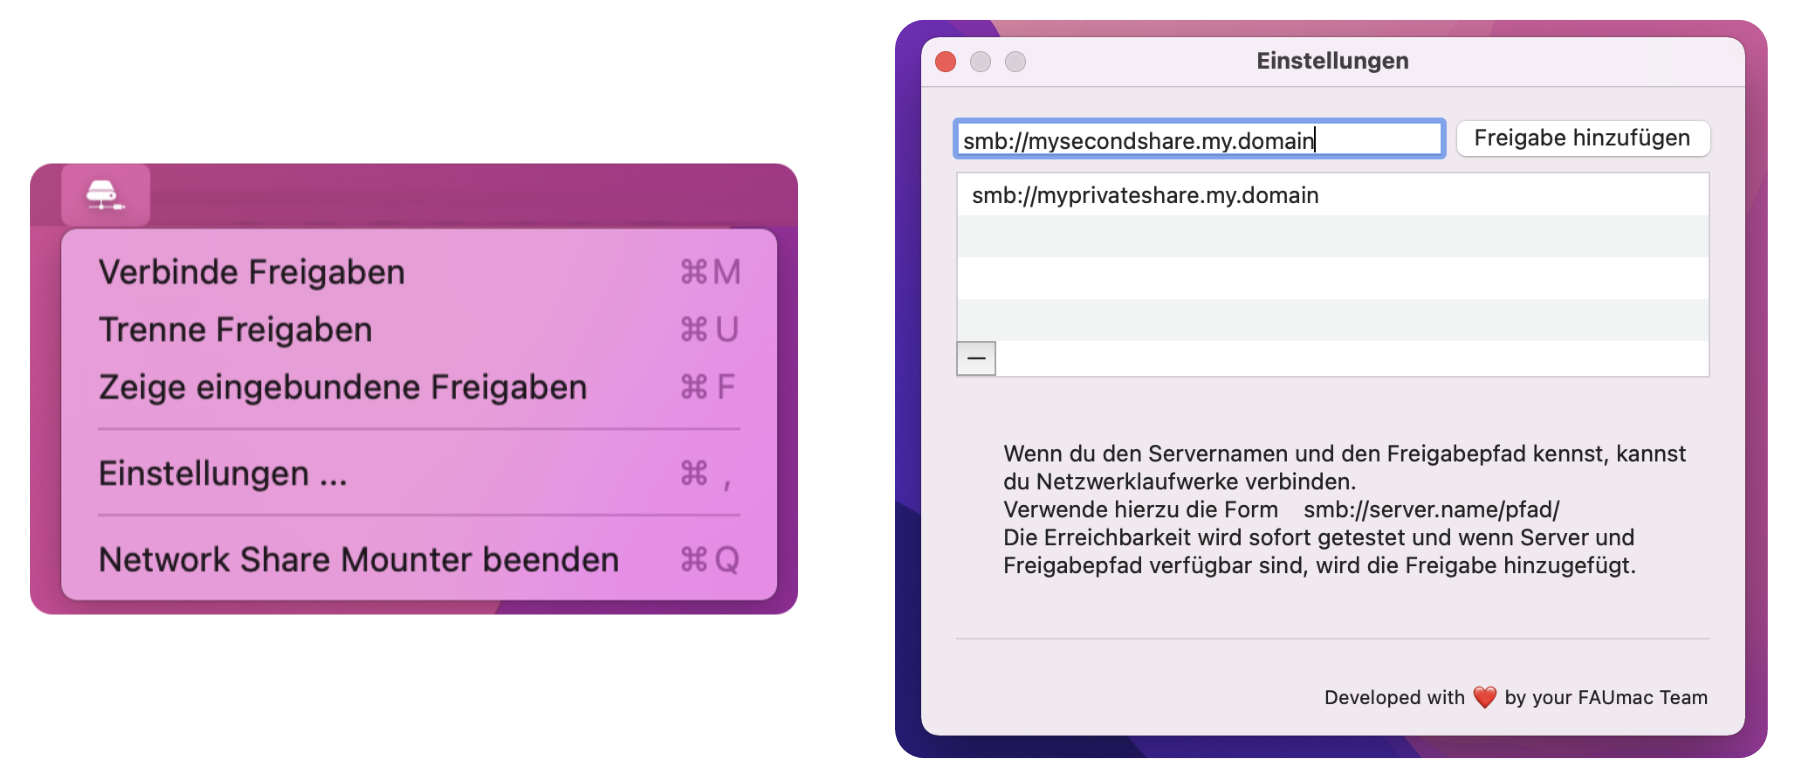 Verbinde Freigaben ⌘M
Trenne Freigaben ⌘U
Zeige eingebundene Freigaben ⌘F
Einstellungen ... ⌘,
Network Share Mounter beenden ⌘Q
Einstellungen
smb://mysecondshare.my.domain Freigabe hinzufügen
smb://myprivateshare.my.domain
Wenn du den Servernamen und den Freigabepfad kennst, kannst
du Netzwerklaufwerke verbinden.
Verwende hierzu die Form smb://server.name/pfad/
Die Erreichbarkeit wird sofort getestet und wenn Server und
Freigabepfad verfügbar sind, wird die Freigabe hinzugefügt.
Developed with ❤️ by your FAUmac Team